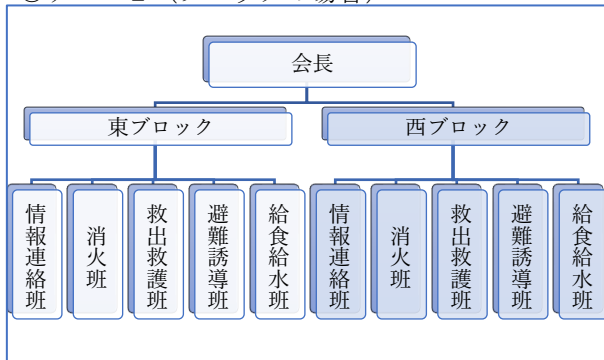 会長
東ブロック
西ブロック
情報連絡班
消火班
救出救護班
避難誘導班
給食給水班
情報連絡班
消火班
救出救護班
避難誘導班
給食給水班